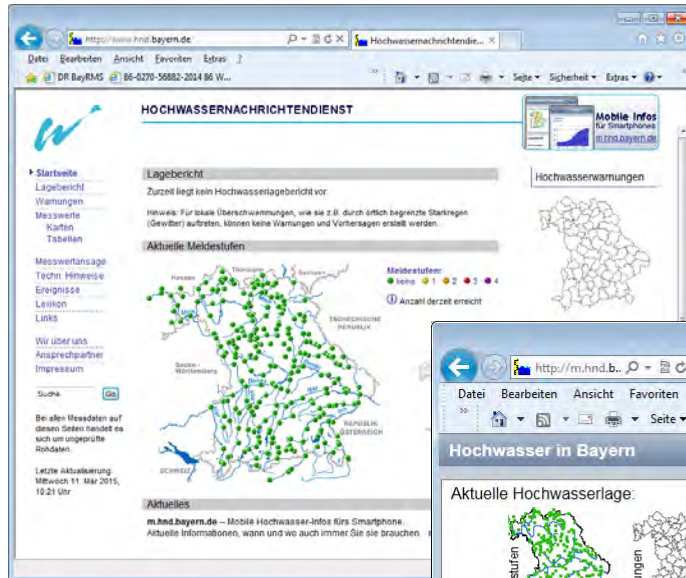 http://www.hnd.bayern.de/
Hochwassernachrichtendie...
Datei Bearbeiten Ansicht Favoriten Extras ?
DR BayRMS 86-0270-56882-2014 86 W...
Seite Sicherheit Extras
HOCHWASSERNACHRICHTENDIENST
Mobile Infos
für Smartphones
m.hnd.bayern.de
Startseite
Lagebericht
Warnungen
Messwerte
Karten
Tabellen
Messwertansage
Techn. Hinweise
Ereignisse
Lexikon
Links
Wir über uns
Ansprechpartner
Impressum
Suche Go
Bei allen Messdaten auf
diesen Seiten handelt es
sich um ungeprüfte
Rohdaten.
Letzte Aktualisierung:
Mittwoch 11. Mär 2015,
10:21 Uhr
Lagebericht
Zurzeit liegt kein Hochwasserlagebericht vor.
Hinweis: Für lokale Überschwemmungen, wie sie z.B. durch örtlich begrenzte Starkregen
(Gewitter) auftreten, können keine Warnungen und Vorhersagen erstellt werden.
Aktuelle Meldestufen
Hessen
Thüringen
Sachsen
TSCHECHISCHE
REPUBLIK
Baden-
Württemberg
REPUBLIK
ÖSTERREICH
SCHWEIZ
Meldestufen:
keine 1 2 3 4
Anzahl derzeit erreicht
Aktuelles
m.hnd.bayern.de – Mobile Hochwasser-Infos fürs Smartphone.
Aktuelle Informationen, wann und wo auch immer Sie sie brauchen.
Hochwasserwarnungen
http://m.hnd.b..
Datei Bearbeiten Ansicht Favoriten
Seite
Hochwasser in Bayern
Aktuelle Hochwasserlage: